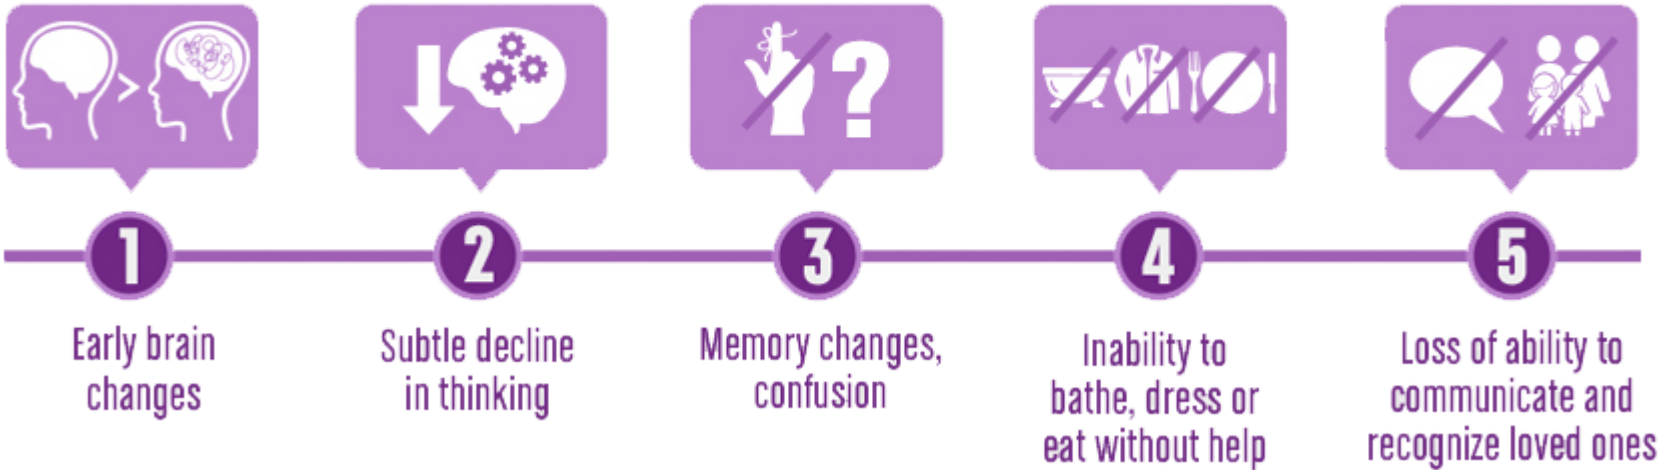 >
?
1
2
3
4
5
Early brain
changes
Subtle decline
in thinking
Memory changes,
confusion
Inability to
bathe, dress or
eat without help
Loss of ability to
communicate and
recognize loved ones